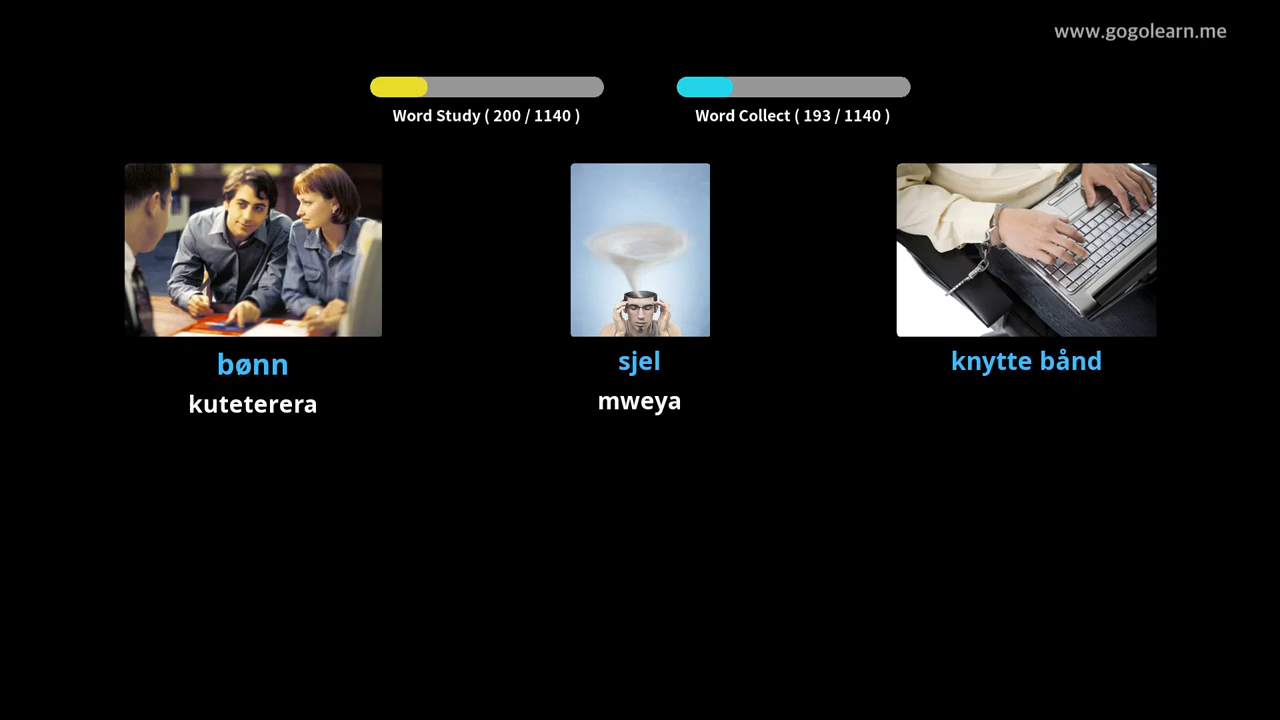 www.gogolearn.me
Word Study ( 200 / 1140 )
Word Collect ( 193 / 1140 )
bønn
sjel
knytte bånd
kuteterera
mweya